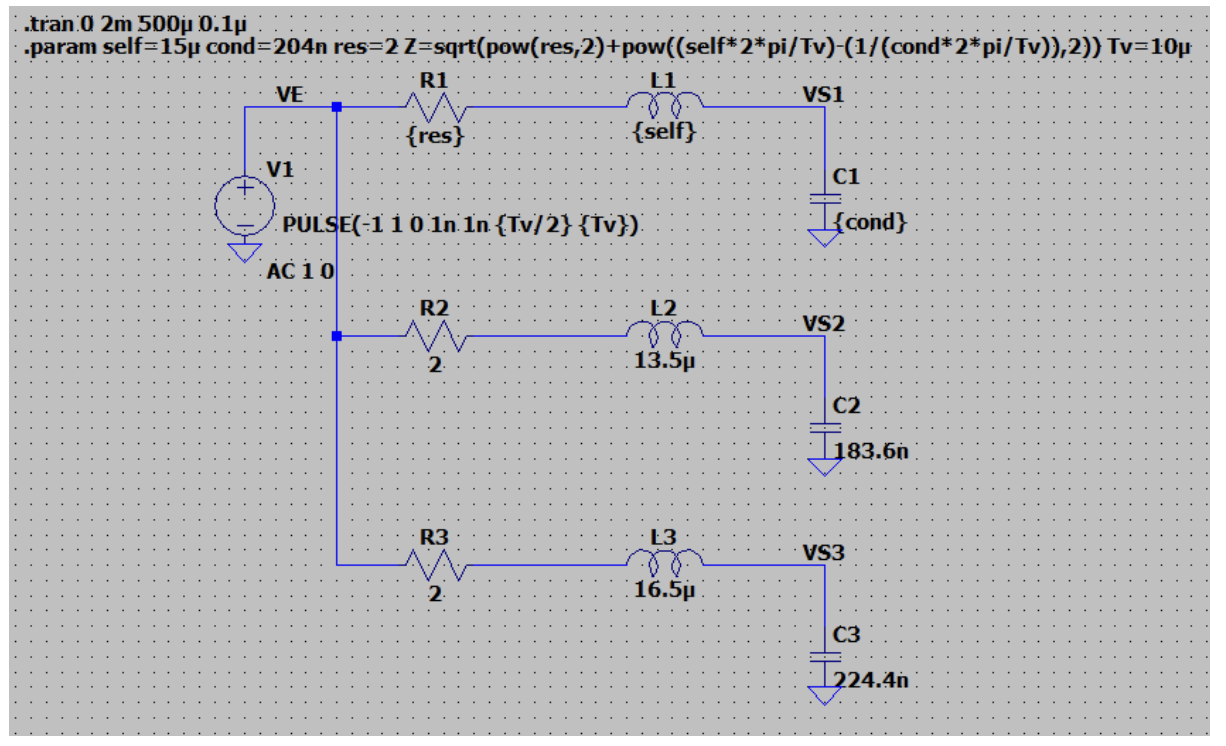 .tran 0 2m 500µ 0.1µ
.param self=15µ cond=204n res=2 Z=sqrt(pow(res,2)+pow((self*2*pi/Tv)-(1/(cond*2*pi/Tv)),2)) Tv=10µ
VE
R1
{res}
L1
{self}
VS1
V1
PULSE(-1 1 0 1n 1n {Tv/2} {Tv})
AC 1 0
C1
{cond}
R2
2
L2
13.5µ
VS2
C2
183.6n
R3
2
L3
16.5µ
VS3
C3
224.4n